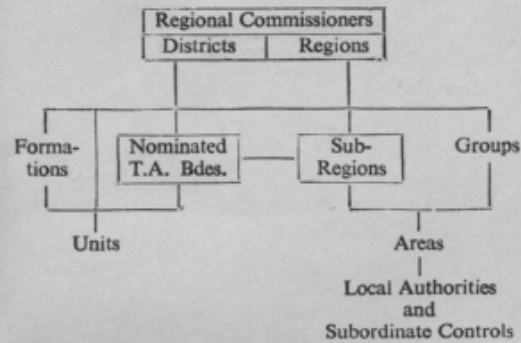 Regional Commissioners
Districts Regions
Forma-
tions
Nominated
T.A. Bdes.
Sub-
Regions
Groups
Units
Areas
Local Authorities
and
Subordinate Controls